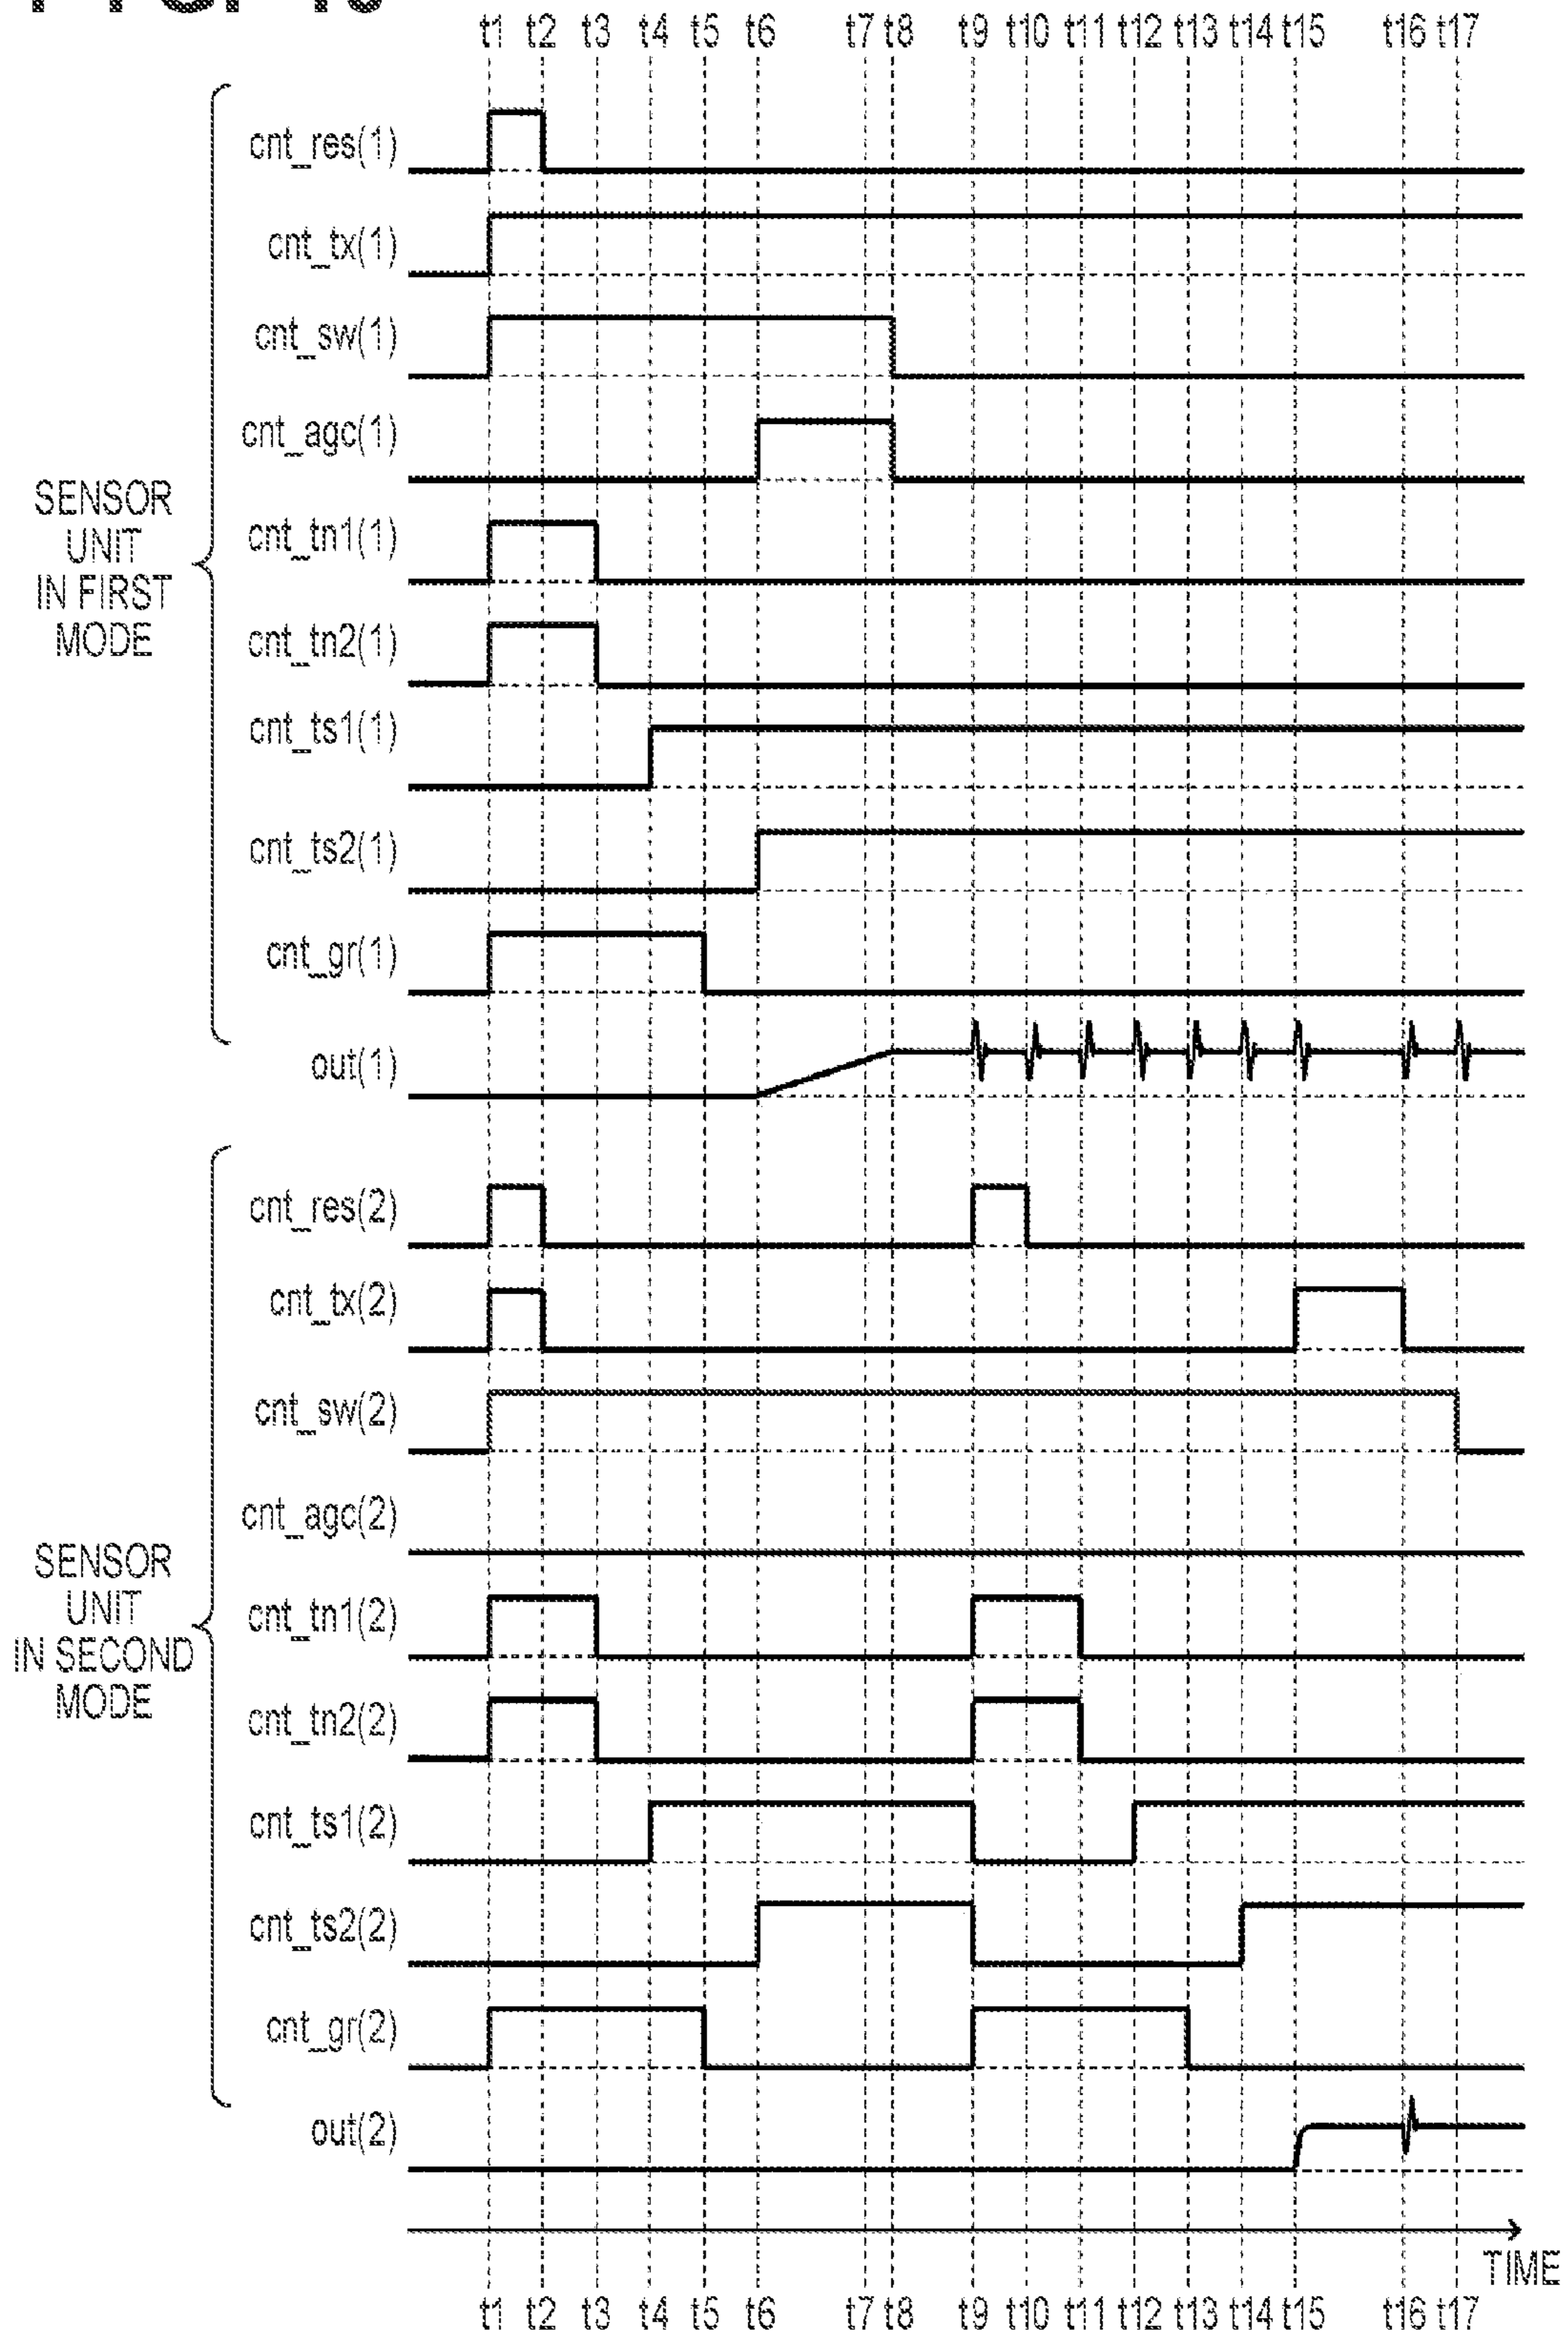 t1 t2 t3 t4 t5 t6 t7 t8 t9 t10 t11 t12 t13 t14 t15 t16 t17
cnt_res(1)
cnt_tx(1)
cnt_sw(1)
cnt_agc(1)
SENSOR
UNIT
IN FIRST
MODE
cnt_tn1(1)
cnt_tn2(1)
cnt_ts1(1)
cnt_ts2(1)
cnt_gr(1)
out(1)
cnt_res(2)
cnt_tx(2)
cnt_sw(2)
cnt_agc(2)
SENSOR
UNIT
IN SECOND
MODE
cnt_tn1(2)
cnt_tn2(2)
cnt_ts1(2)
cnt_ts2(2)
cnt_gr(2)
out(2)
TIME
t1 t2 t3 t4 t5 t6 t7 t8 t9 t10 t11 t12 t13 t14 t15 t16 t17